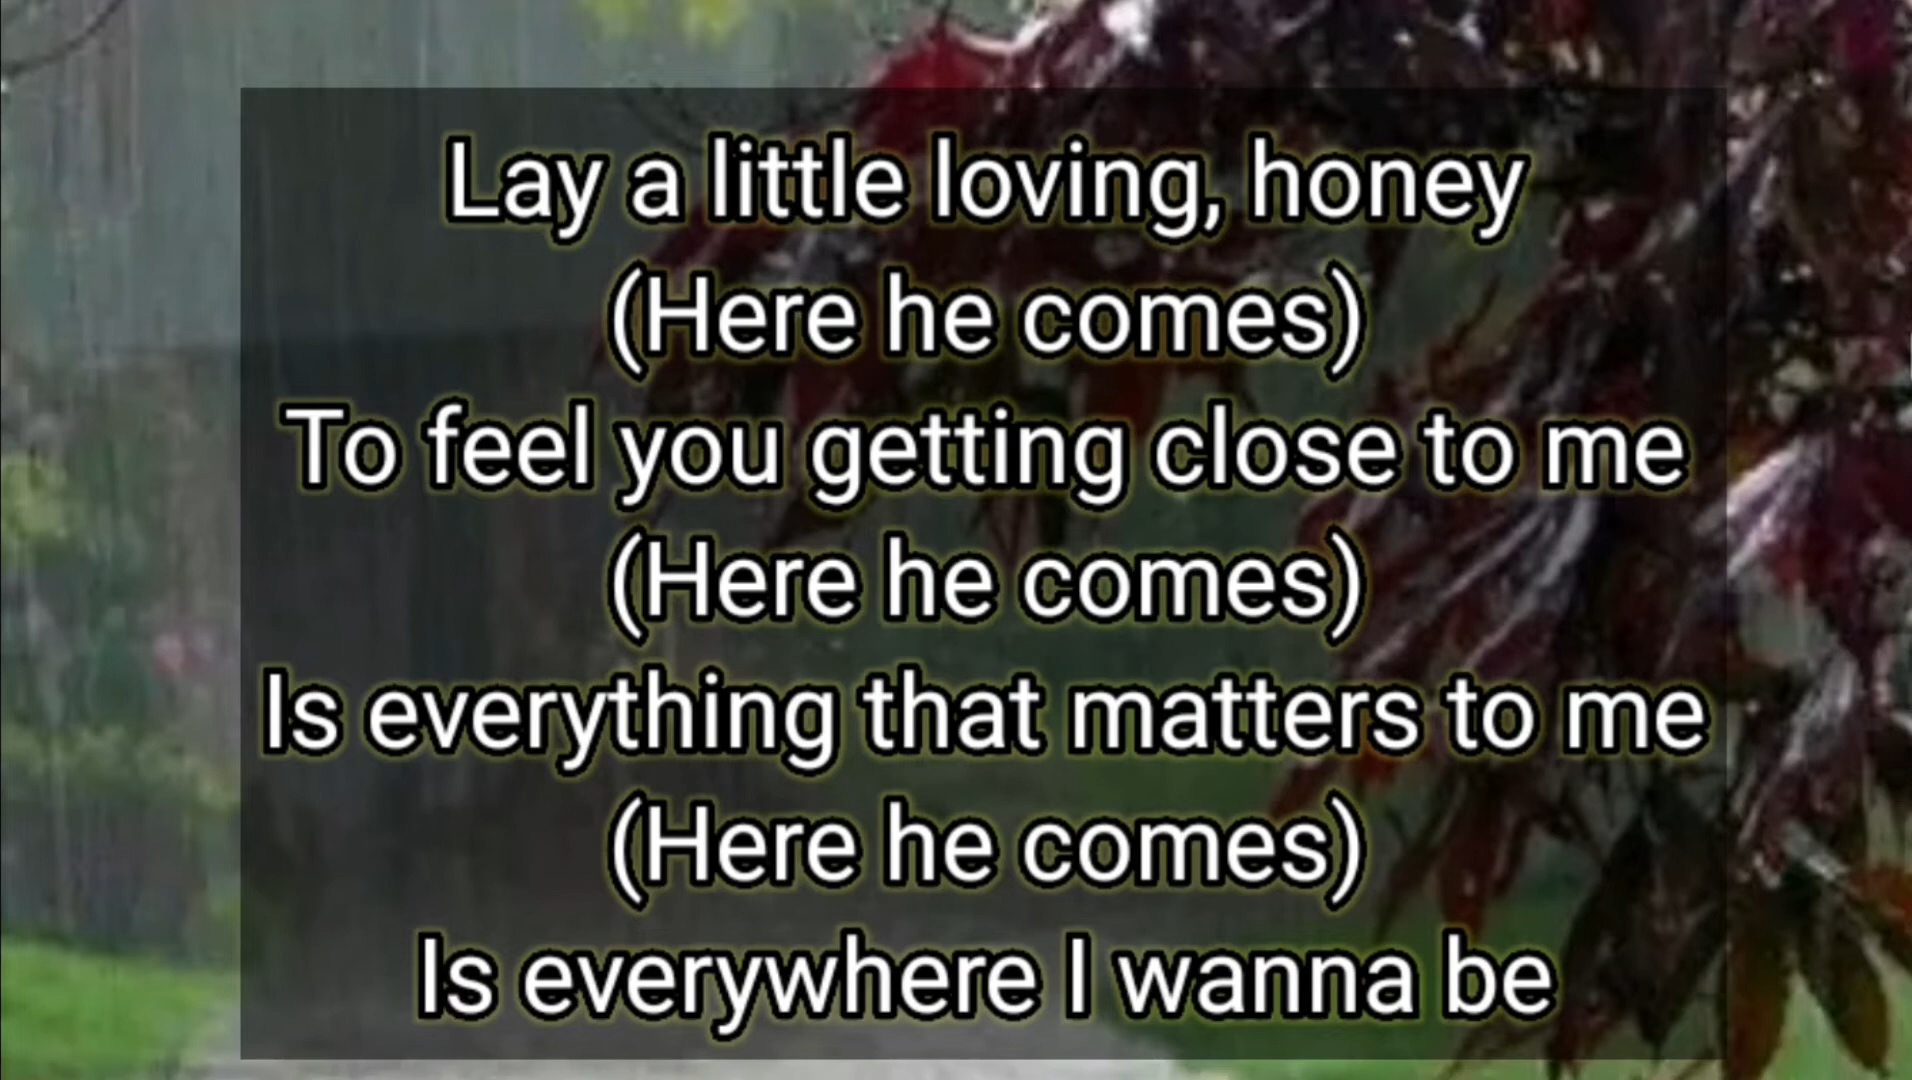 Lay a little loving, honey
(Here he comes)
To feel you getting close to me
(Here he comes)
Is everything that matters to me
(Here he comes)
Is everywhere I wanna be